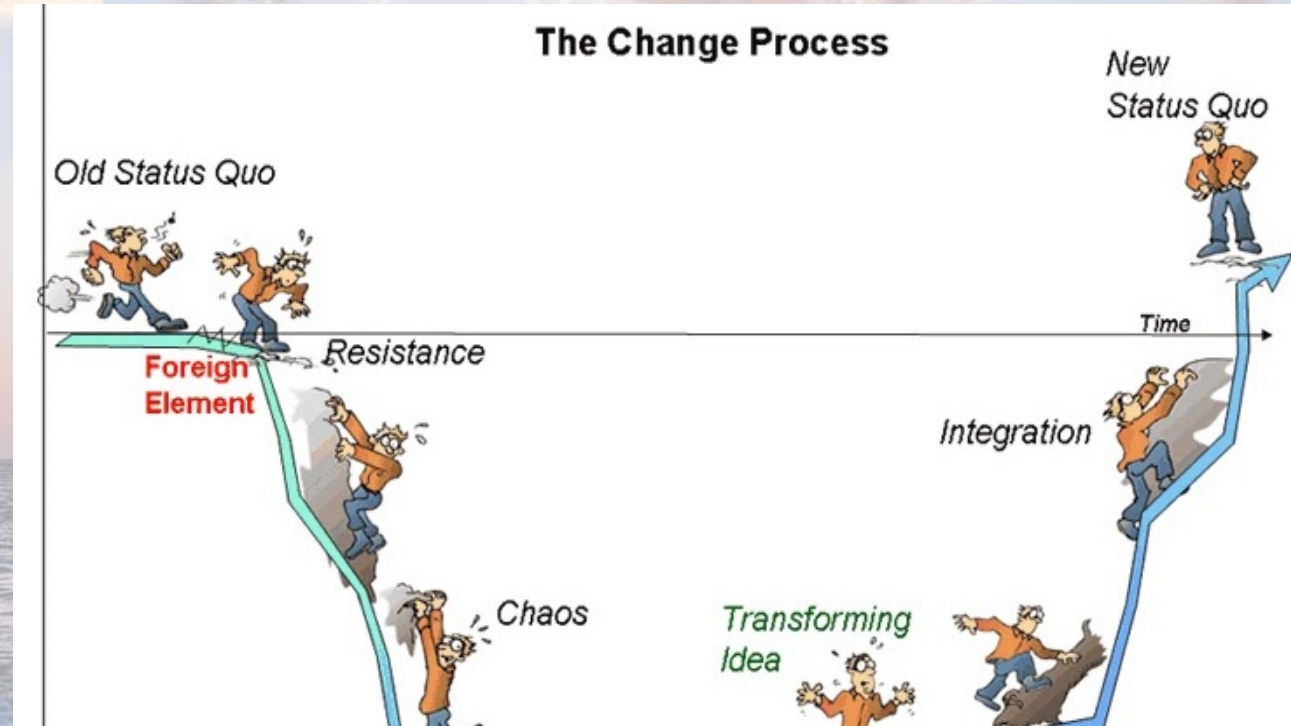 The Change Process
New
Status Quo
Old Status Quo
Time
Foreign
Element
Resistance
Integration
Chaos
Transforming
Idea